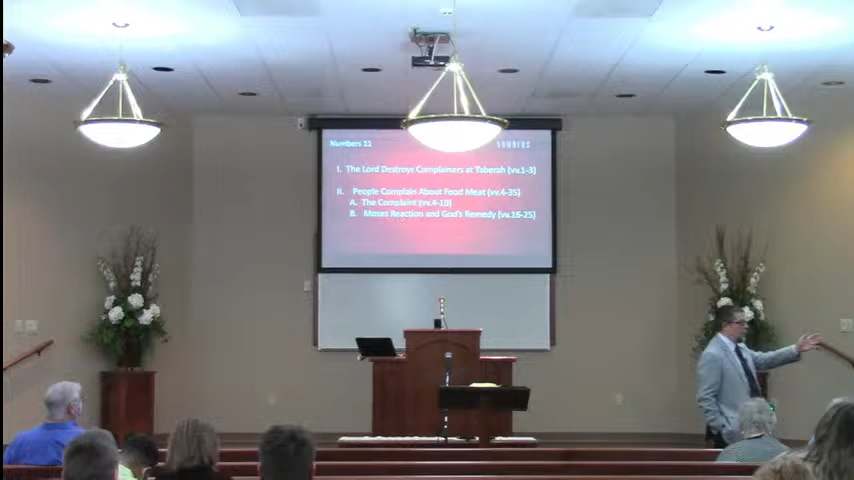 Numbers 11
NUMBERS
I. The Lord Destroys Complainers at Taberah (vv.1-3)
II. People Complain About Food Meat (vv.4-35)
A. The Complaint (vv.4-10)
B. Moses Reaction and God's Remedy (vv.16-25)